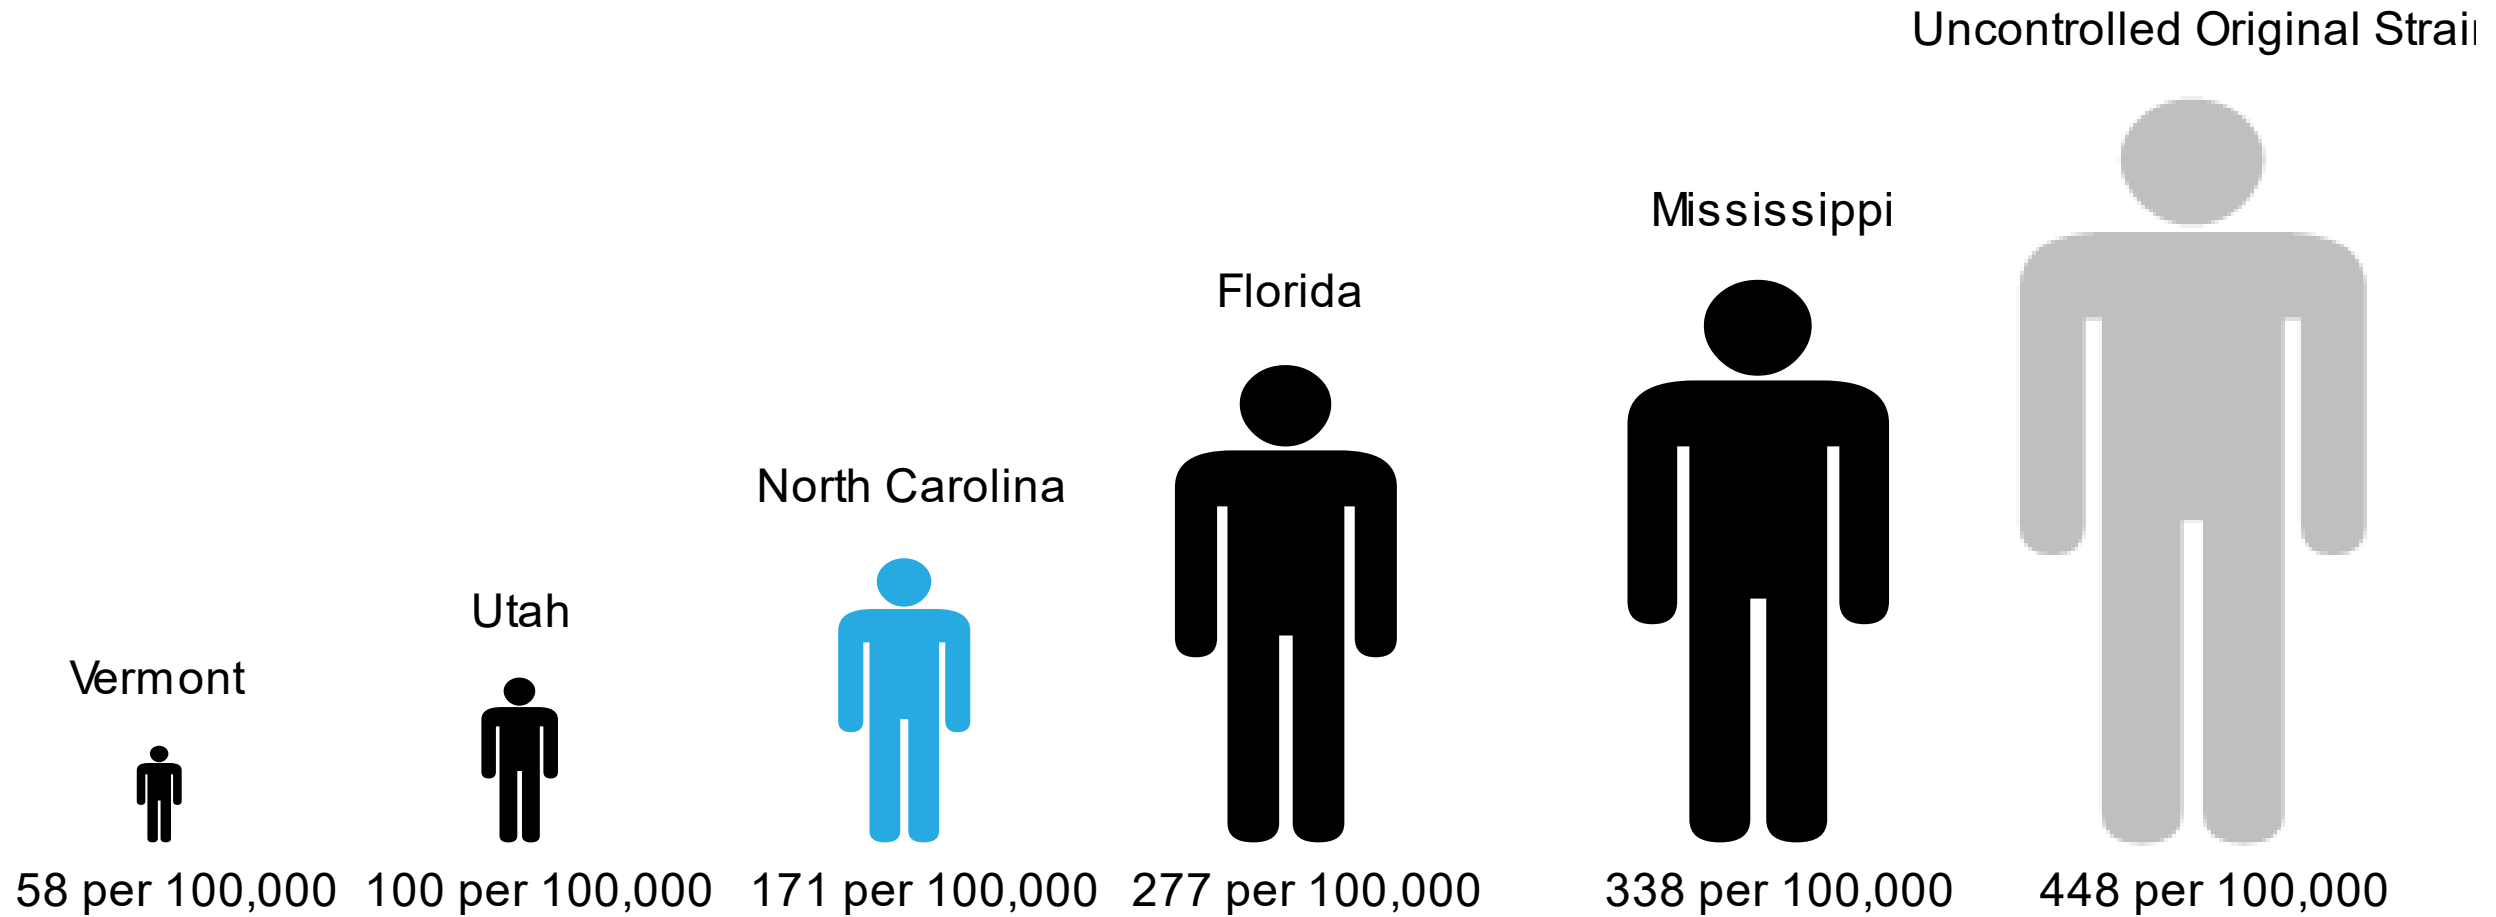 Uncontrolled Original Strain
Mississippi
Florida
North Carolina
Utah
Vermont
58 per 100,000
100 per 100,000
171 per 100,000
277 per 100,000
338 per 100,000
448 per 100,000